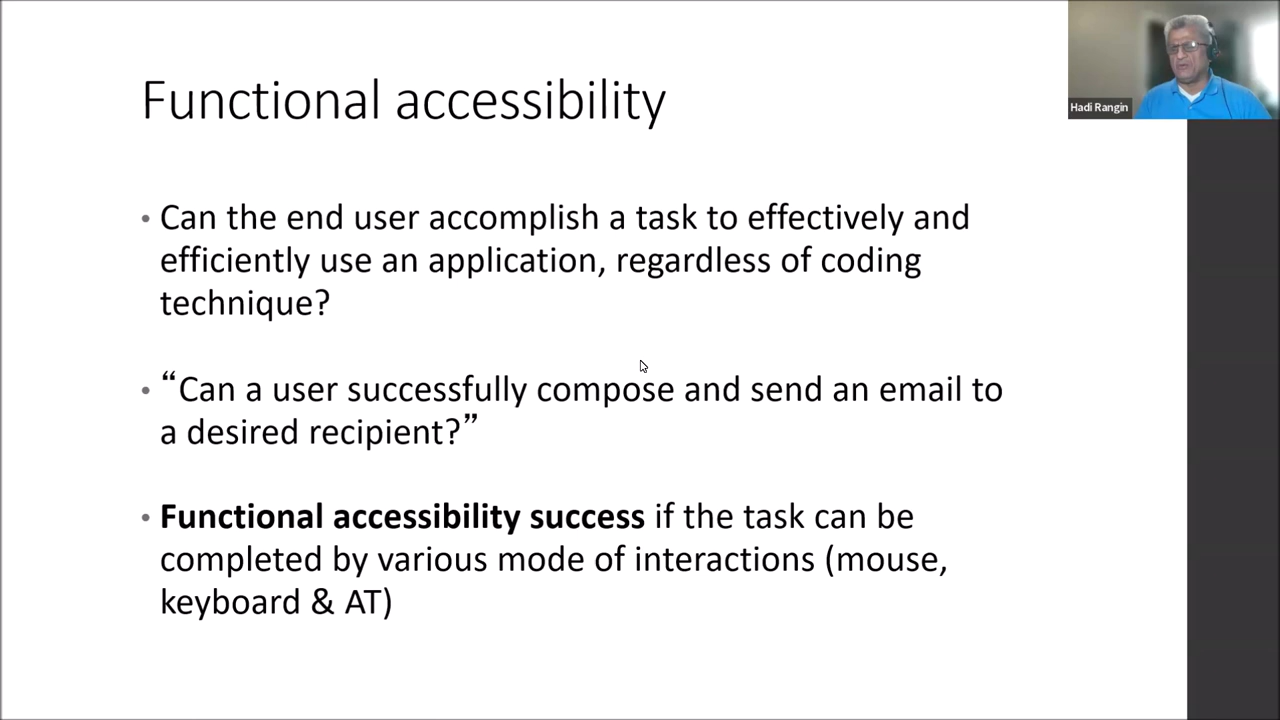 Functional accessibility
Hadi Rangin
• Can the end user accomplish a task to effectively and
efficiently use an application, regardless of coding
technique?
• “Can a user successfully compose and send an email to
a desired recipient?”
• Functional accessibility success if the task can be
completed by various mode of interactions (mouse,
keyboard & AT)